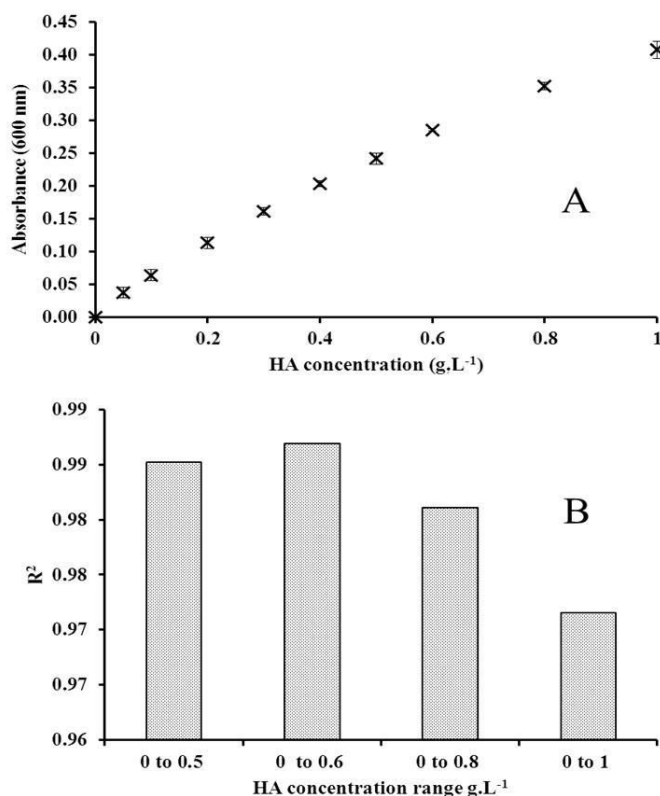 0.45
0.40
0.35
0.30
0.25
0.20
0.15
0.10
0.05
0.00
Absorbance (600 nm)
A
0 0.2 0.4 0.6 0.8 1
HA concentration (g.L⁻¹)
0.99
0.99
0.98
0.98
0.97
0.97
0.96
R²
B
0 to 0.5 0 to 0.6 0 to 0.8 0 to 1
HA concentration range g.L⁻¹